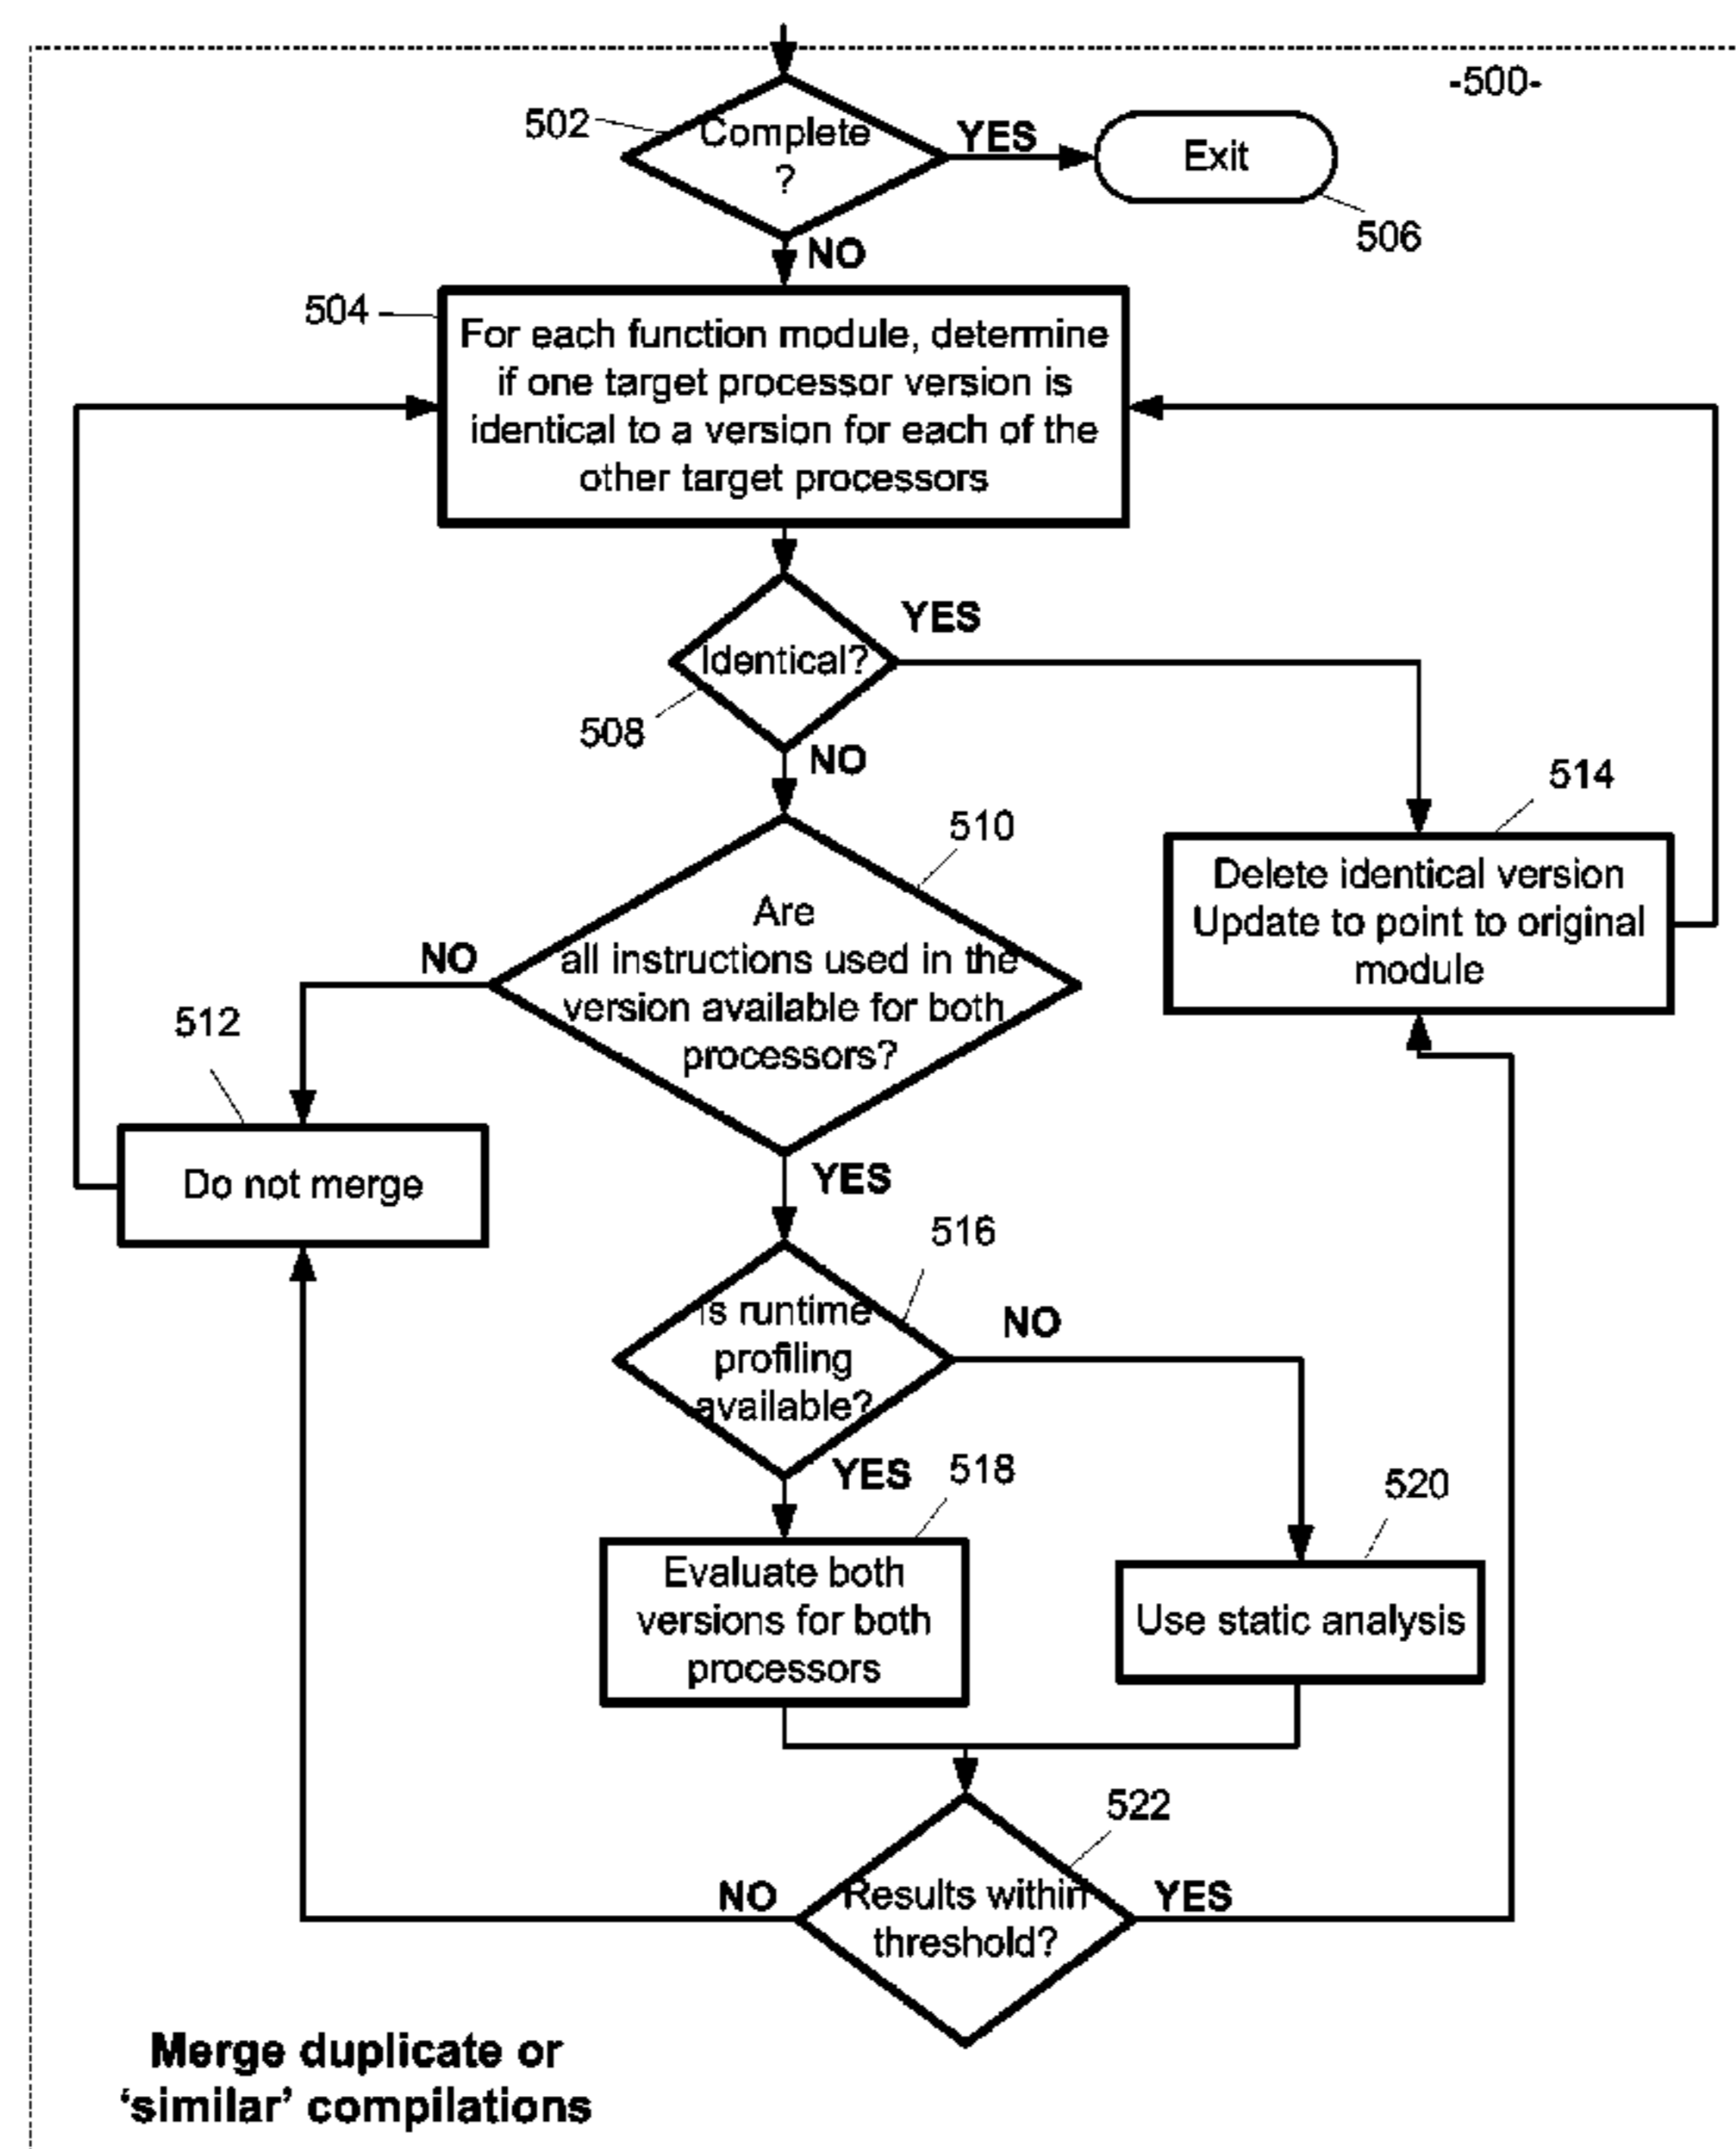 -500-
502
Complete
?
YES
Exit
506
NO
504
For each function module, determine
if one target processor version is
identical to a version for each of the
other target processors
YES
Identical?
508
NO
514
Delete identical version
Update to point to original
module
510
Are
all instructions used in the
version available for both
processors?
NO
512
Do not merge
YES
516
Is runtime
profiling
available?
NO
YES
518
520
Evaluate both
versions for both
processors
Use static analysis
522
NO
Results within
threshold?
YES
Merge duplicate or
‘similar’ compilations